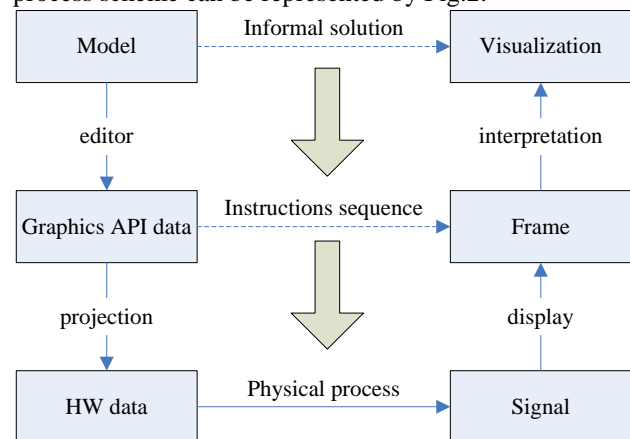 process scheme can be represented by Fig.2.
Model
Informal solution
Visualization
editor
interpretation
Graphics API data
Instructions sequence
Frame
projection
display
HW data
Physical process
Signal